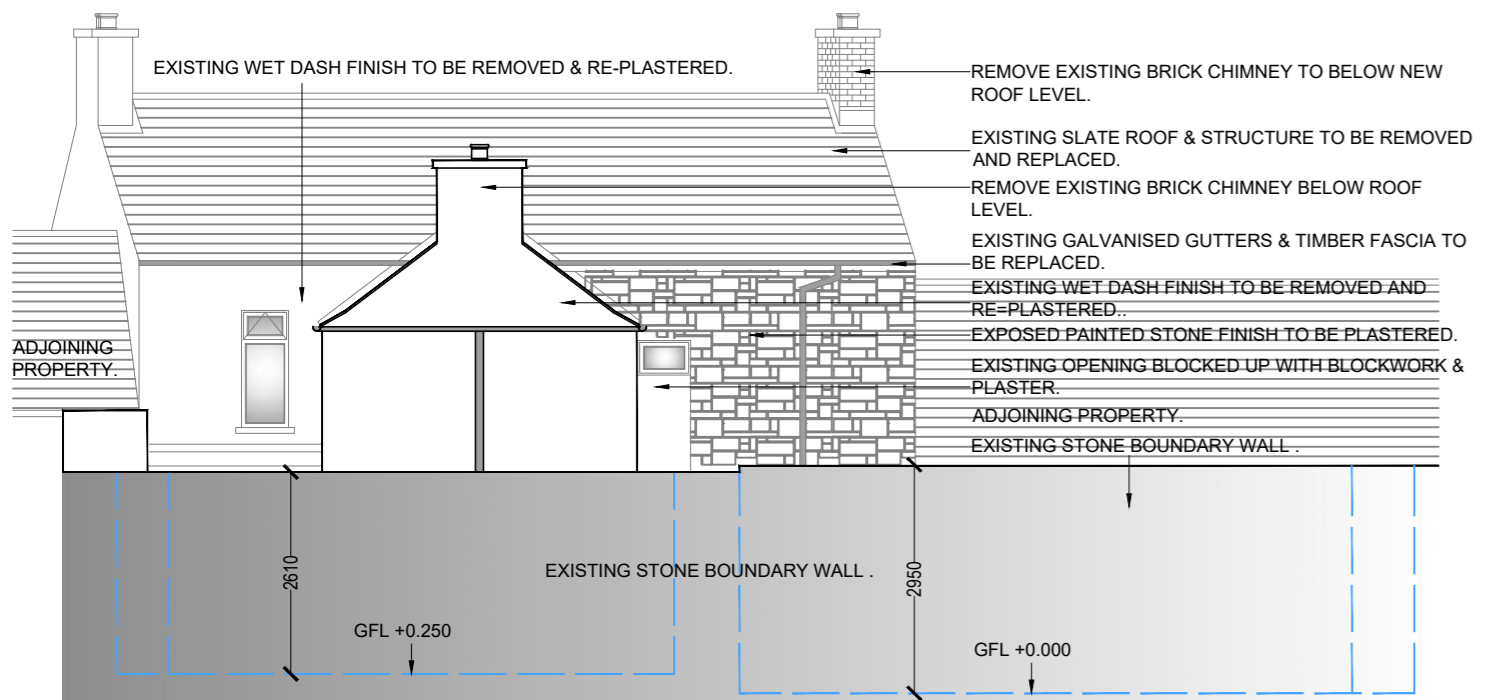 EXISTING WET DASH FINISH TO BE REMOVED & RE-PLASTERED.
REMOVE EXISTING BRICK CHIMNEY TO BELOW NEW
ROOF LEVEL.
EXISTING SLATE ROOF & STRUCTURE TO BE REMOVED
AND REPLACED.
REMOVE EXISTING BRICK CHIMNEY BELOW ROOF
LEVEL.
EXISTING GALVANISED GUTTERS & TIMBER FASCIA TO
BE REPLACED.
EXISTING WET DASH FINISH TO BE REMOVED AND
RE=PLASTERED..
EXPOSED PAINTED STONE FINISH TO BE PLASTERED.
EXISTING OPENING BLOCKED UP WITH BLOCKWORK &
PLASTER.
ADJOINING PROPERTY.
EXISTING STONE BOUNDARY WALL .
ADJOINING
PROPERTY.
2610
EXISTING STONE BOUNDARY WALL .
2950
GFL +0.250
GFL +0.000